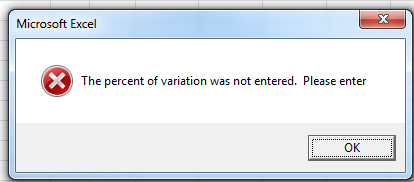 Microsoft Excel
The percent of variation was not entered.  Please enter
OK